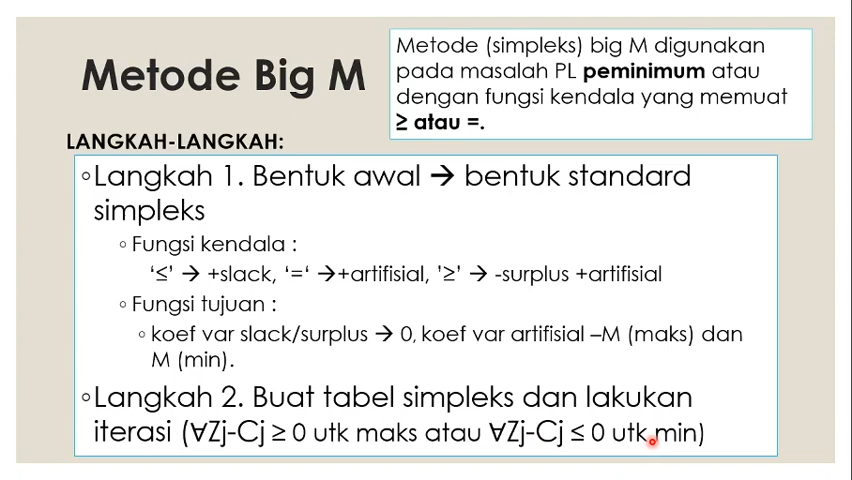 Metode Big M
Metode (simpleks) big M digunakan
pada masalah PL peminimum atau
dengan fungsi kendala yang memuat
≥ atau =.
LANGKAH-LANGKAH:
◦Langkah 1. Bentuk awal → bentuk standard
simpleks
◦ Fungsi kendala :
‘≤’ → +slack, ‘=‘ →+artifisial, ’≥’ → -surplus +artifisial
◦ Fungsi tujuan :
◦ koef var slack/surplus → 0, koef var artifisial –M (maks) dan
M (min).
◦Langkah 2. Buat tabel simpleks dan lakukan
iterasi (∀Zj-Cj ≥ 0 utk maks atau ∀Zj-Cj ≤ 0 utk min)